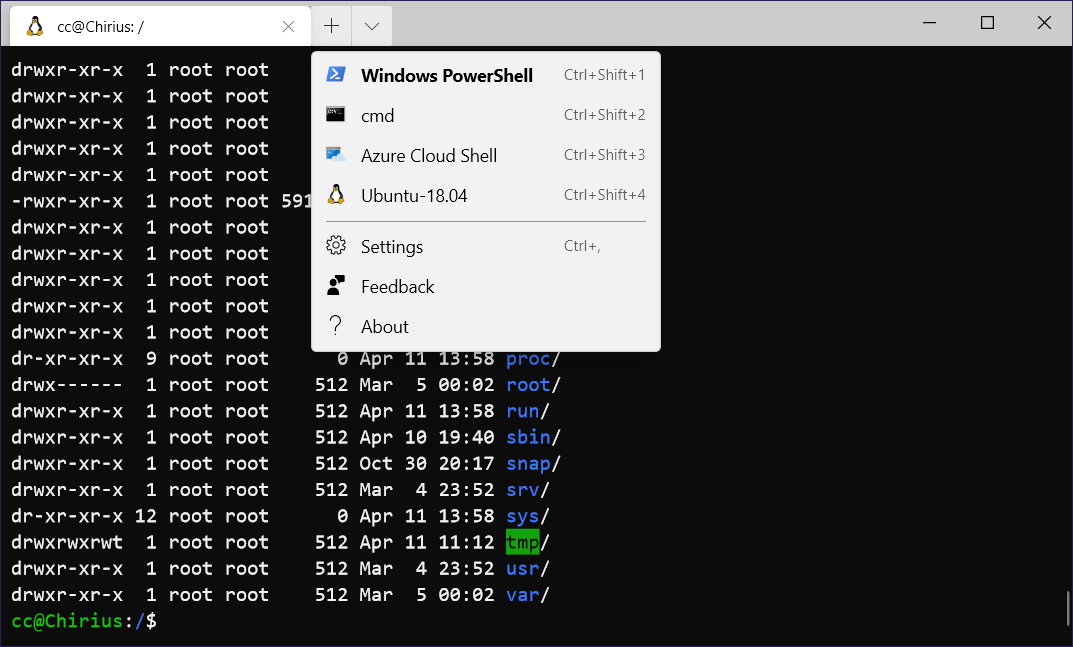 cc@Chirius: /
drwxr-xr-x  1 root root
drwxr-xr-x  1 root root
drwxr-xr-x  1 root root
drwxr-xr-x  1 root root
drwxr-xr-x  1 root root
-rwxr-xr-x  1 root root 591
drwxr-xr-x  1 root root
drwxr-xr-x  1 root root
drwxr-xr-x  1 root root
drwxr-xr-x  1 root root
drwxr-xr-x  1 root root
Windows PowerShell Ctrl+Shift+1
cmd Ctrl+Shift+2
Azure Cloud Shell Ctrl+Shift+3
Ubuntu-18.04 Ctrl+Shift+4
Settings Ctrl+,
Feedback
About
dr-xr-xr-x  9 root root      0 Apr 11 13:58 proc/
drwx------  1 root root    512 Mar  5 00:02 root/
drwxr-xr-x  1 root root    512 Apr 11 13:58 run/
drwxr-xr-x  1 root root    512 Apr 10 19:40 sbin/
drwxr-xr-x  1 root root    512 Oct 30 20:17 snap/
drwxr-xr-x  1 root root    512 Mar  4 23:52 srv/
dr-xr-xr-x 12 root root      0 Apr 11 13:58 sys/
drwxrwxrwt  1 root root    512 Apr 11 11:12 tmp/
drwxr-xr-x  1 root root    512 Mar  4 23:52 usr/
drwxr-xr-x  1 root root    512 Mar  5 00:02 var/
cc@Chirius:/$